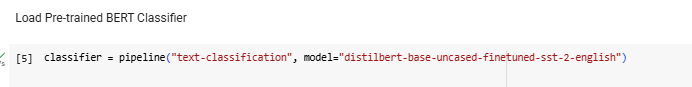 Load Pre-trained BERT Classifier
[5] classifier = pipeline("text-classification", model="distilbert-base-uncased-finetuned-sst-2-english")